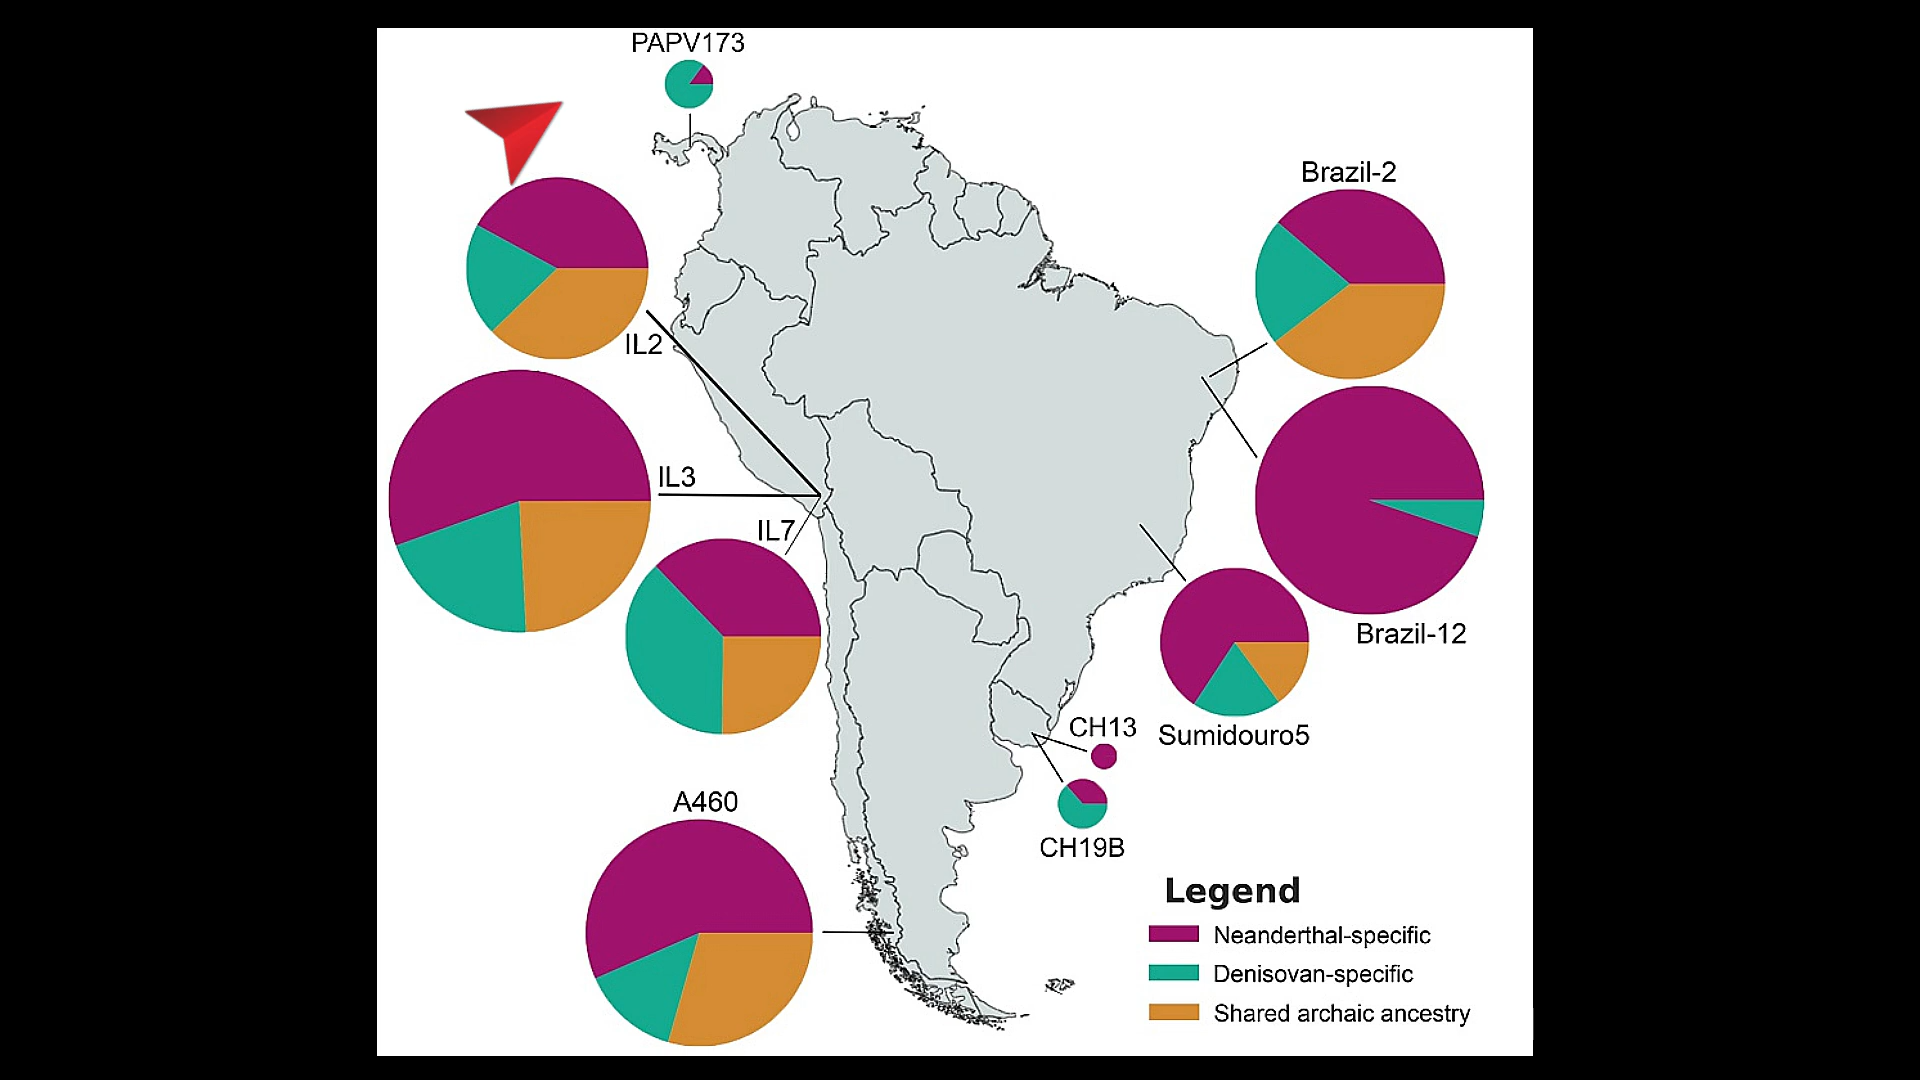 PAPV173
Brazil-2
IL2
IL3
IL7
Brazil-12
CH13
Sumidouro5
A460
CH19B
Legend
Neanderthal-specific
Denisovan-specific
Shared archaic ancestry